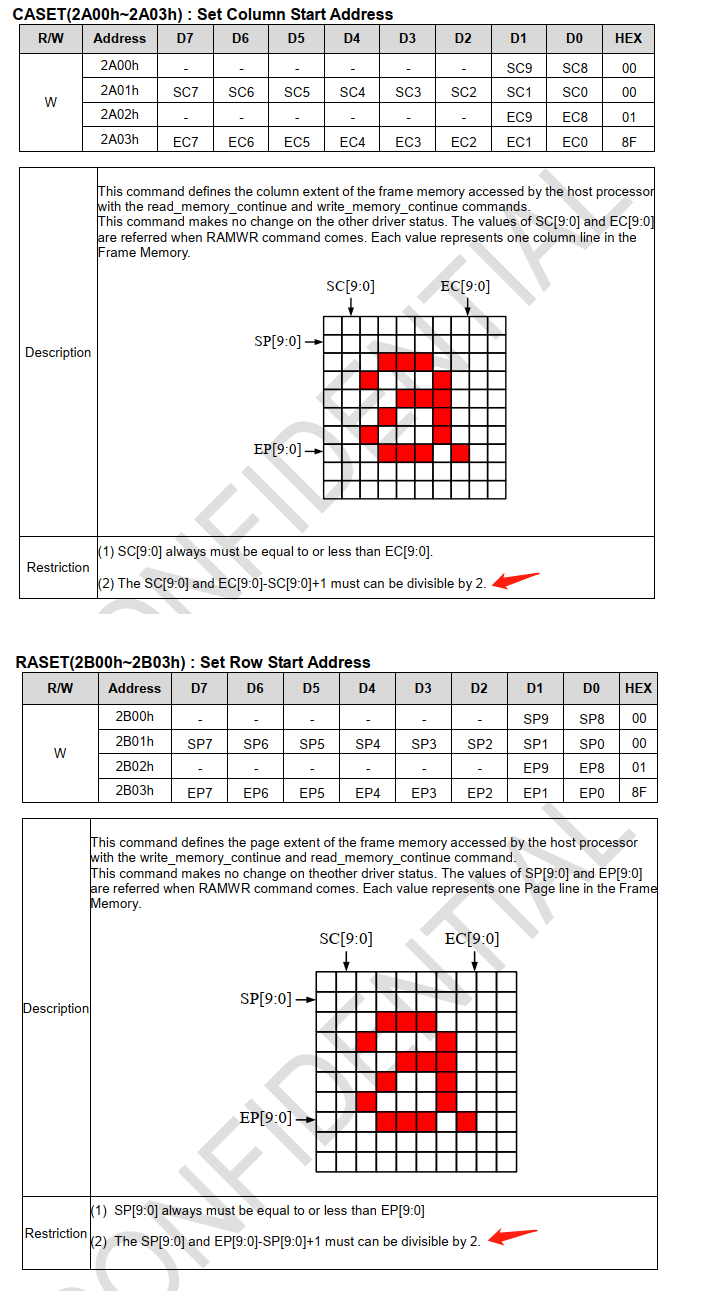 CASET(2A00h~2A03h) : Set Column Start Address
R/W Address D7 D6 D5 D4 D3 D2 D1 D0 HEX
W
2A00h - - - - - - SC9 SC8 00
2A01h SC7 SC6 SC5 SC4 SC3 SC2 SC1 SC0 00
2A02h - - - - - - EC9 EC8 01
2A03h EC7 EC6 EC5 EC4 EC3 EC2 EC1 EC0 8F
Description
This command defines the column extent of the frame memory accessed by the host processor
with the read_memory_continue and write_memory_continue commands.
This command makes no change on the other driver status. The values of SC[9:0] and EC[9:0]
are referred when RAMWR command comes. Each value represents one column line in the
Frame Memory.
SC[9:0] EC[9:0]
SP[9:0]
EP[9:0]
Restriction
(1) SC[9:0] always must be equal to or less than EC[9:0].
(2) The SC[9:0] and EC[9:0]-SC[9:0]+1 must can be divisible by 2.
CONFIDENTIAL
RASET(2B00h~2B03h) : Set Row Start Address
R/W Address D7 D6 D5 D4 D3 D2 D1 D0 HEX
W
2B00h - - - - - - SP9 SP8 00
2B01h SP7 SP6 SP5 SP4 SP3 SP2 SP1 SP0 00
2B02h - - - - - - EP9 EP8 01
2B03h EP7 EP6 EP5 EP4 EP3 EP2 EP1 EP0 8F
Description
This command defines the page extent of the frame memory accessed by the host processor
with the write_memory_continue and read_memory_continue command.
This command makes no change on theother driver status. The values of SP[9:0] and EP[9:0]
are referred when RAMWR command comes. Each value represents one Page line in the Frame
Memory.
SC[9:0] EC[9:0]
SP[9:0]
EP[9:0]
Restriction
(1) SP[9:0] always must be equal to or less than EP[9:0]
(2) The SP[9:0] and EP[9:0]-SP[9:0]+1 must can be divisible by 2.
CONFIDENTIAL